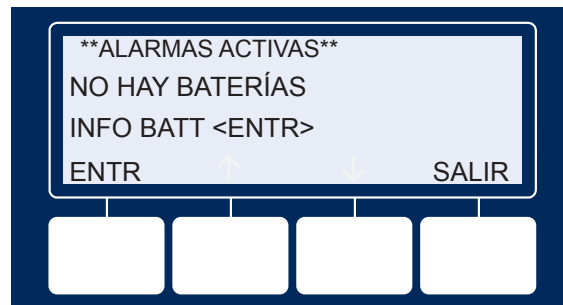 **ALARMAS ACTIVAS**
NO HAY BATERÍAS
INFO BATT <ENTR>
ENTR ↑ ↓ SALIR